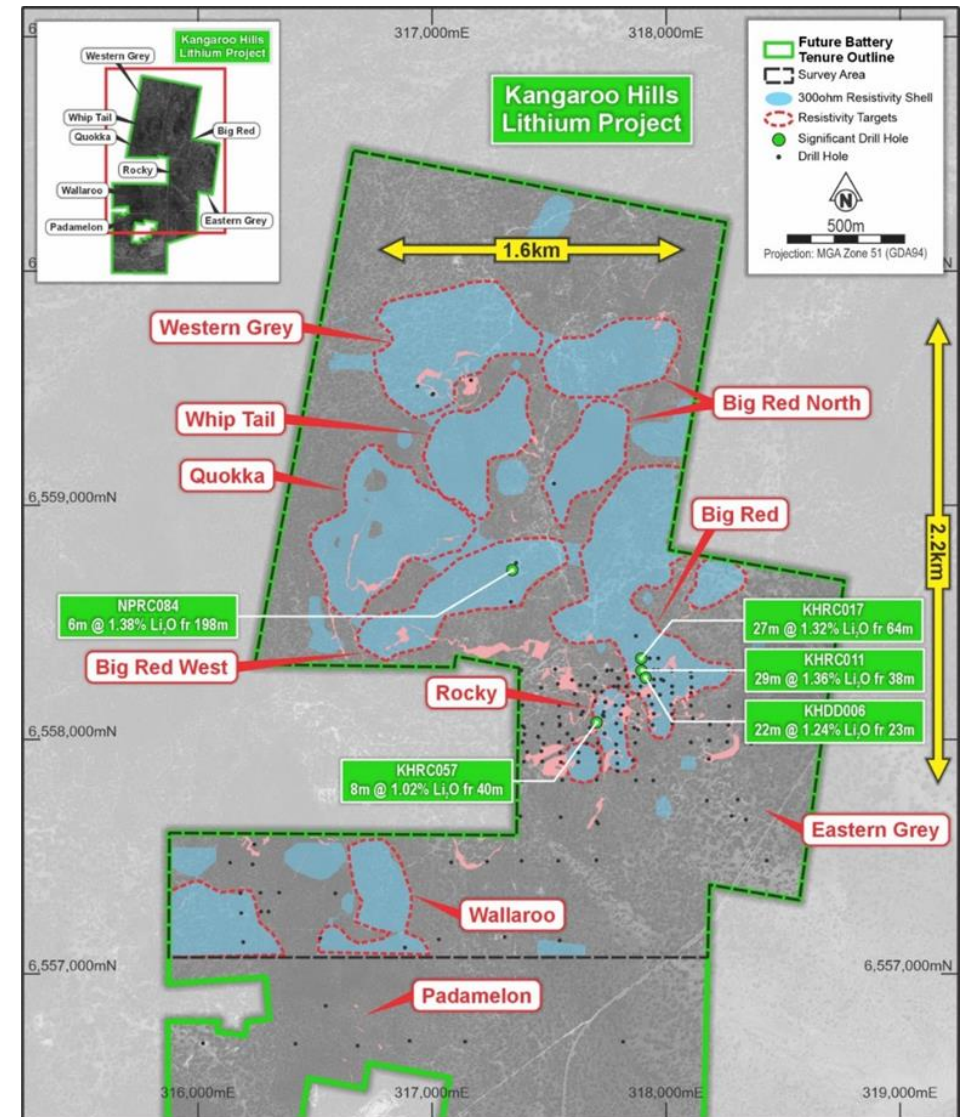 317,000mE
318,000mE
Kangaroo Hills
Lithium Project
Western Grey
Whip Tail
Quokka
Big Red
Rocky
Wallaroo
Eastern Grey
Padamelon
Future Battery
Tenure Outline
Survey Area
300ohm Resistivity Shell
Resistivity Targets
Significant Drill Hole
Drill Hole
N
500m
Projection: MGA Zone 51 (GDA94)
Kangaroo Hills
Lithium Project
1.6km
Western Grey
Big Red North
Whip Tail
Quokka
6,559,000mN
Big Red
2.2km
NPRC084
6m @ 1.38% Li₂O fr 198m
KHRC017
27m @ 1.32% Li₂O fr 64m
Big Red West
KHRC011
29m @ 1.36% Li₂O fr 38m
Rocky
KHDD006
22m @ 1.24% Li₂O fr 23m
6,558,000mN
KHRC057
8m @ 1.02% Li₂O fr 40m
Eastern Grey
Wallaroo
6,557,000mN
6,557,000mN
Padamelon
316,000mE
317,000mE
318,000mE
319,000mE